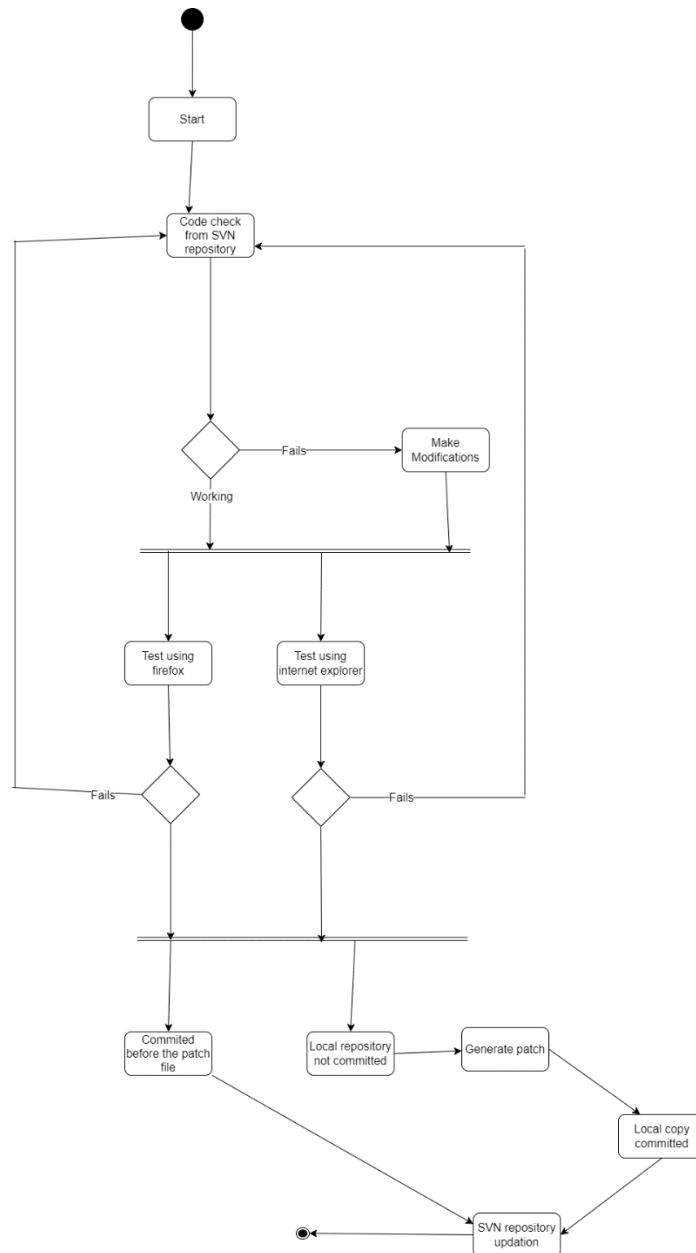 Start
Code check
from SVN
repository
Fails
Make
Modifications
Working
Test using
firefox
Test using
internet explorer
Fails
Fails
Commited
before the patch
file
Local repository
not committed
Generate patch
Local copy
committed
SVN repository
updation